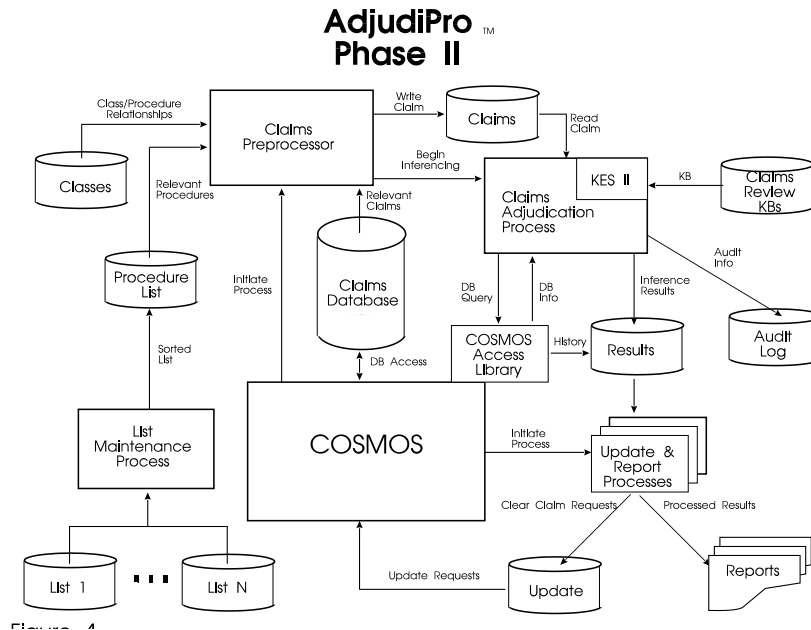 AdjudiPro ™
Phase II
Class/Procedure
Relationships
Claims
Preprocessor
Write
Claim
Claims
Read
Claim
Begin
Inferencing
Classes
Relevant
Procedures
Relevant
Claims
KES II
Claims
Adjudication
Process
KB
Claims
Review
KBs
Procedure
List
Initiate
Process
Claims
Database
DB
Query
DB
Info
Inference
Results
Audit
Info
Sorted
List
DB Access
COSMOS
Access
Library
History
Results
Audit
Log
List
Maintenance
Process
COSMOS
Initiate
Process
Update &
Report
Processes
Clear Claim Requests
Processed Results
List 1
List N
Update Requests
Update
Reports
Figure 4